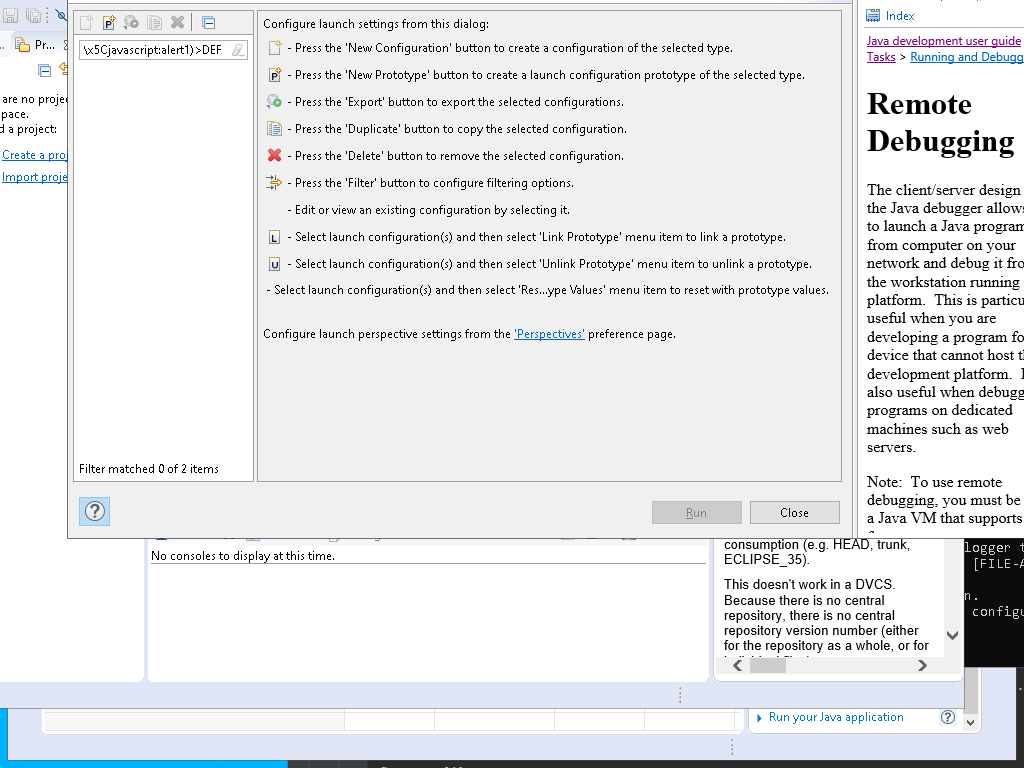 Pr...
are no projec
pace.
d a project:
Create a proj
Import proje
\x5Cjavascript:alert1)>DEF
Filter matched 0 of 2 items
Configure launch settings from this dialog:
- Press the 'New Configuration' button to create a configuration of the selected type.
P - Press the 'New Prototype' button to create a launch configuration prototype of the selected type.
- Press the 'Export' button to export the selected configurations.
- Press the 'Duplicate' button to copy the selected configuration.
- Press the 'Delete' button to remove the selected configuration.
- Press the 'Filter' button to configure filtering options.
- Edit or view an existing configuration by selecting it.
L - Select launch configuration(s) and then select 'Link Prototype' menu item to link a prototype.
U - Select launch configuration(s) and then select 'Unlink Prototype' menu item to unlink a prototype.
- Select launch configuration(s) and then select 'Res...ype Values' menu item to reset with prototype values.
Configure launch perspective settings from the 'Perspectives' preference page.
Run
Close
Index
Java development user guide
Tasks > Running and Debugg
Remote
Debugging
The client/server design
the Java debugger allows
to launch a Java program
from computer on your
network and debug it fro
the workstation running
platform. This is particu
useful when you are
developing a program fo
device that cannot host t
development platform. I
also useful when debugg
programs on dedicated
machines such as web
servers.
Note: To use remote
debugging, you must be
a Java VM that supports
No consoles to display at this time.
consumption (e.g. HEAD, trunk,
ECLIPSE_35).
This doesn't work in a DVCS.
Because there is no central
repository, there is no central
repository version number (either
for the repository as a whole, or for
logger t
[FILE-A
n.
configu
Run your Java application